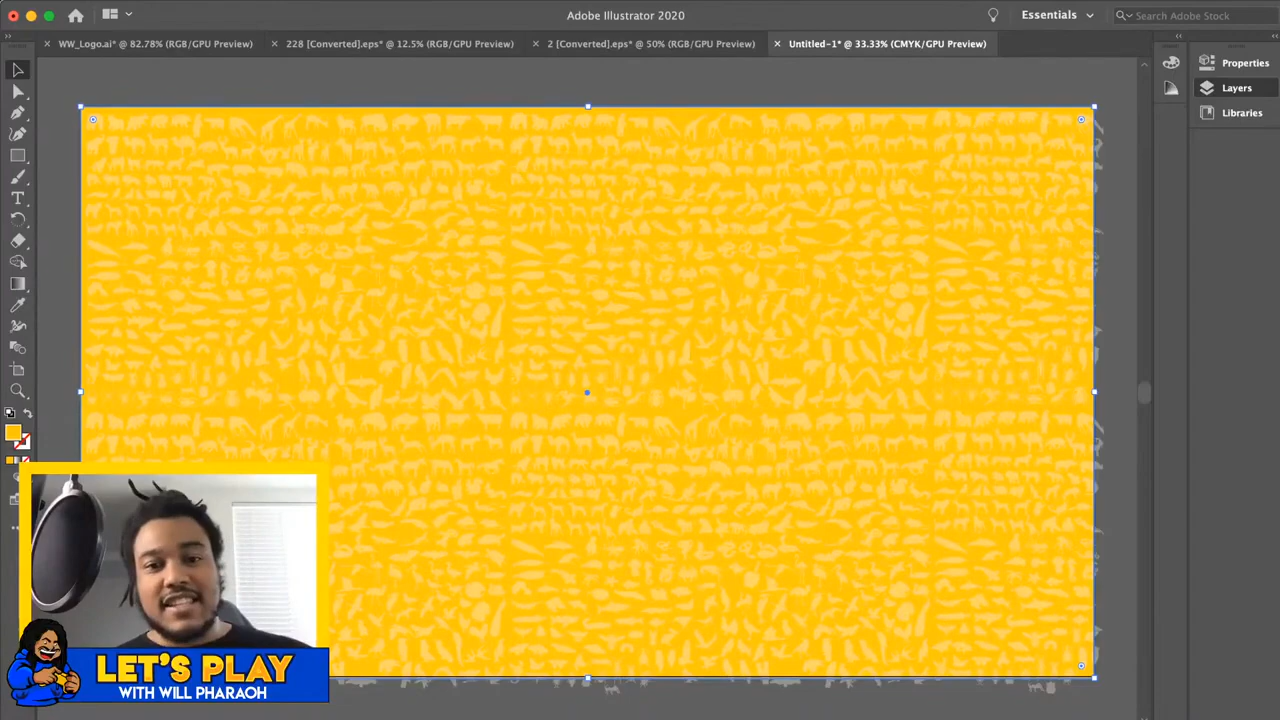 Adobe Illustrator 2020
Essentials
Search Adobe Stock
WW_Logo.ai* @ 82.78% (RGB/GPU Preview)
228 [Converted].eps* @ 12.5% (RGB/GPU Preview)
2 [Converted].eps* @ 50% (RGB/GPU Preview)
Untitled-1* @ 33.33% (CMYK/GPU Preview)
Properties
Layers
Libraries
LET'S PLAY
WITH WILL PHARAOH